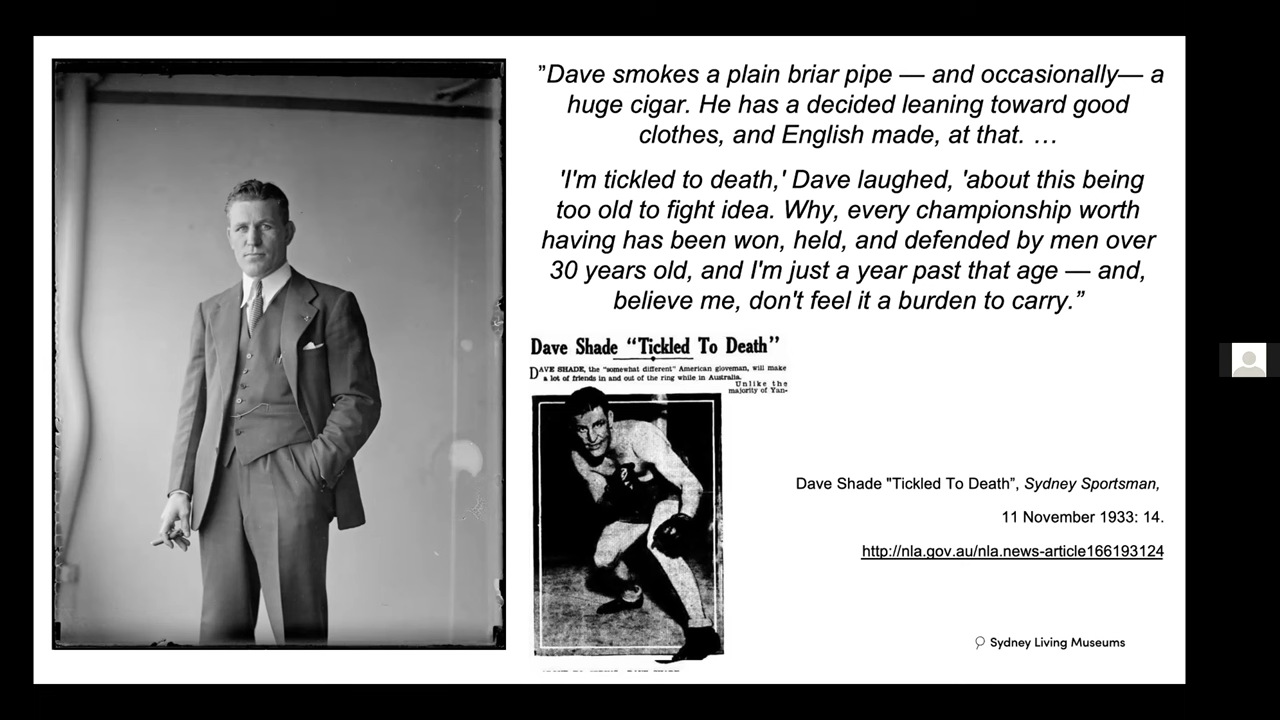 ”Dave smokes a plain briar pipe — and occasionally— a
huge cigar. He has a decided leaning toward good
clothes, and English made, at that. …
'I'm tickled to death,' Dave laughed, 'about this being
too old to fight idea. Why, every championship worth
having has been won, held, and defended by men over
30 years old, and I'm just a year past that age — and,
believe me, don't feel it a burden to carry.”
Dave Shade “Tickled To Death”
DAVE SHADE, the “somewhat different” American gloveman, will make
a lot of friends in and out of the ring while in Australia.
Unlike the
majority of Yan-
Dave Shade "Tickled To Death”, Sydney Sportsman,
11 November 1933: 14.
http://nla.gov.au/nla.news-article166193124
Sydney Living Museums